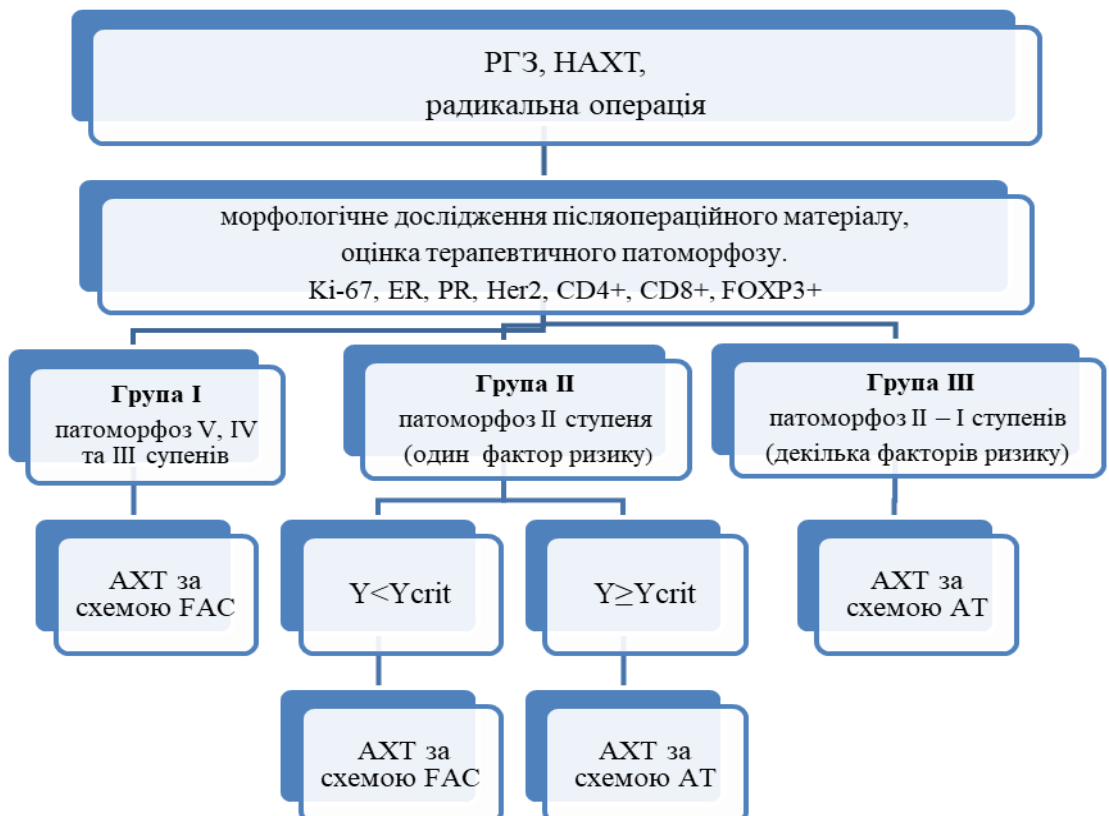 РГЗ, НАХТ,
радикальна операція
морфологічне дослідження післяопераційного матеріалу,
оцінка терапевтичного патоморфозу.
Ki-67, ER, PR, Her2, CD4+, CD8+, FOXP3+
Група I
патоморфоз V, IV
та III супенів
Група II
патоморфоз II ступеня
(один фактор ризику)
Група III
патоморфоз II – I ступенів
(декілька факторів ризику)
АХТ за
схемою FAC
Y<Ycrit
Y≥Ycrit
АХТ за
схемою АТ
АХТ за
схемою FAC
АХТ за
схемою АТ